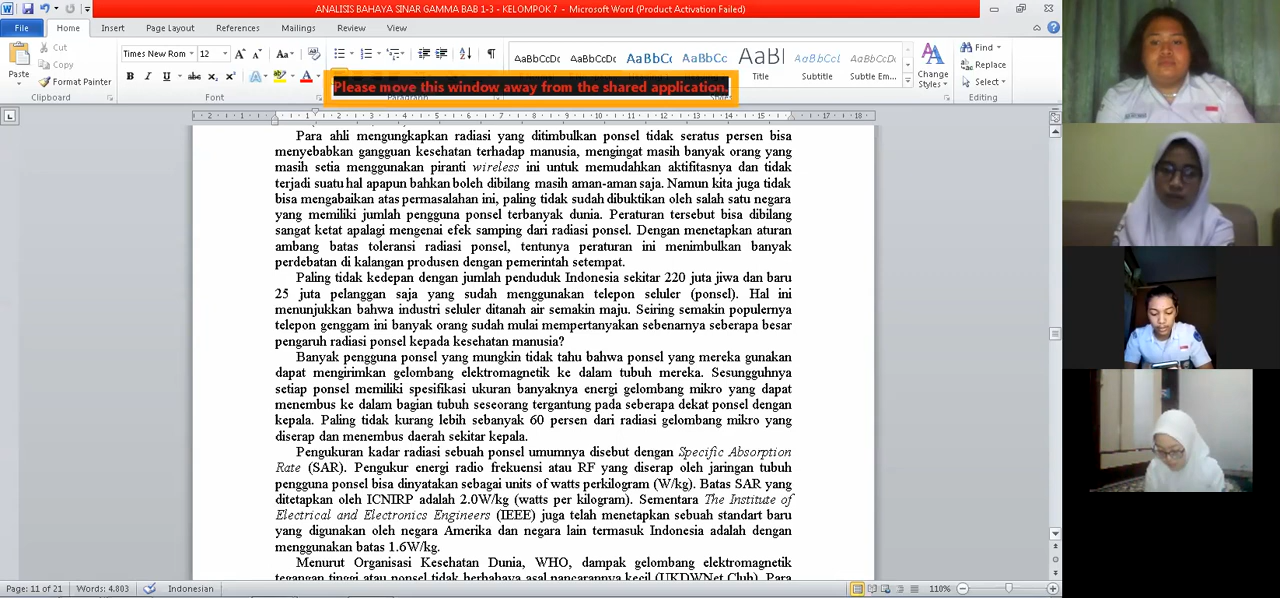 ANALISIS BAHAYA SINAR GAMMA BAB 1-3 - KELOMPOK 7 - Microsoft Word (Product Activation Failed)
File Home Insert Page Layout References Mailings Review View
Paste
Cut
Copy
Format Painter
Clipboard
Times New Rom 12
Font
Please move this window away from the shared application.
AaBbCcDc AaBbCcDc AaBbC AaBbCc AaBl AaBbCcL AaBbCcDc
Title Subtitle Subtle Em...
Change
Styles
Find
Replace
Select
Editing
Para ahli mengungkapkan radiasi yang ditimbulkan ponsel tidak seratus persen bisa
menyebabkan gangguan kesehatan terhadap manusia, mengingat masih banyak orang yang
masih setia menggunakan piranti wireless ini untuk memudahkan aktifitasnya dan tidak
terjadi suatu hal apapun bahkan boleh dibilang masih aman-aman saja. Namun kita juga tidak
bisa mengabaikan atas permasalahan ini, paling tidak sudah dibuktikan oleh salah satu negara
yang memiliki jumlah pengguna ponsel terbanyak dunia. Peraturan tersebut bisa dibilang
sangat ketat apalagi mengenai efek samping dari radiasi ponsel. Dengan menetapkan aturan
ambang batas toleransi radiasi ponsel, tentunya peraturan ini menimbulkan banyak
perdebatan di kalangan produsen dengan pemerintah setempat.
Paling tidak kedepan dengan jumlah penduduk Indonesia sekitar 220 juta jiwa dan baru
25 juta pelanggan saja yang sudah menggunakan telepon seluler (ponsel). Hal ini
menunjukkan bahwa industri seluler ditanah air semakin maju. Seiring semakin populernya
telepon genggam ini banyak orang sudah mulai mempertanyakan sebenarnya seberapa besar
pengaruh radiasi ponsel kepada kesehatan manusia?
Banyak pengguna ponsel yang mungkin tidak tahu bahwa ponsel yang mereka gunakan
dapat mengirimkan gelombang elektromagnetik ke dalam tubuh mereka. Sesungguhnya
setiap ponsel memiliki spesifikasi ukuran banyaknya energi gelombang mikro yang dapat
menembus ke dalam bagian tubuh seseorang tergantung pada seberapa dekat ponsel dengan
kepala. Paling tidak kurang lebih sebanyak 60 persen dari radiasi gelombang mikro yang
diserap dan menembus daerah sekitar kepala.
Pengukuran kadar radiasi sebuah ponsel umumnya disebut dengan Specific Absorption
Rate (SAR). Pengukur energi radio frekuensi atau RF yang diserap oleh jaringan tubuh
pengguna ponsel bisa dinyatakan sebagai units of watts perkilogram (W/kg). Batas SAR yang
ditetapkan oleh ICNIRP adalah 2.0W/kg (watts per kilogram). Sementara The Institute of
Electrical and Electronics Engineers (IEEE) juga telah menetapkan sebuah standart baru
yang digunakan oleh negara Amerika dan negara lain termasuk Indonesia adalah dengan
menggunakan batas 1.6W/kg.
Menurut Organisasi Kesehatan Dunia, WHO, dampak gelombang elektromagnetik
tegangan tinggi atau ponsel tidak berbahaya asal pancarannya kecil (UKDWNet Club). Para
Page: 11 of 21 Words: 4.803 Indonesian 110%